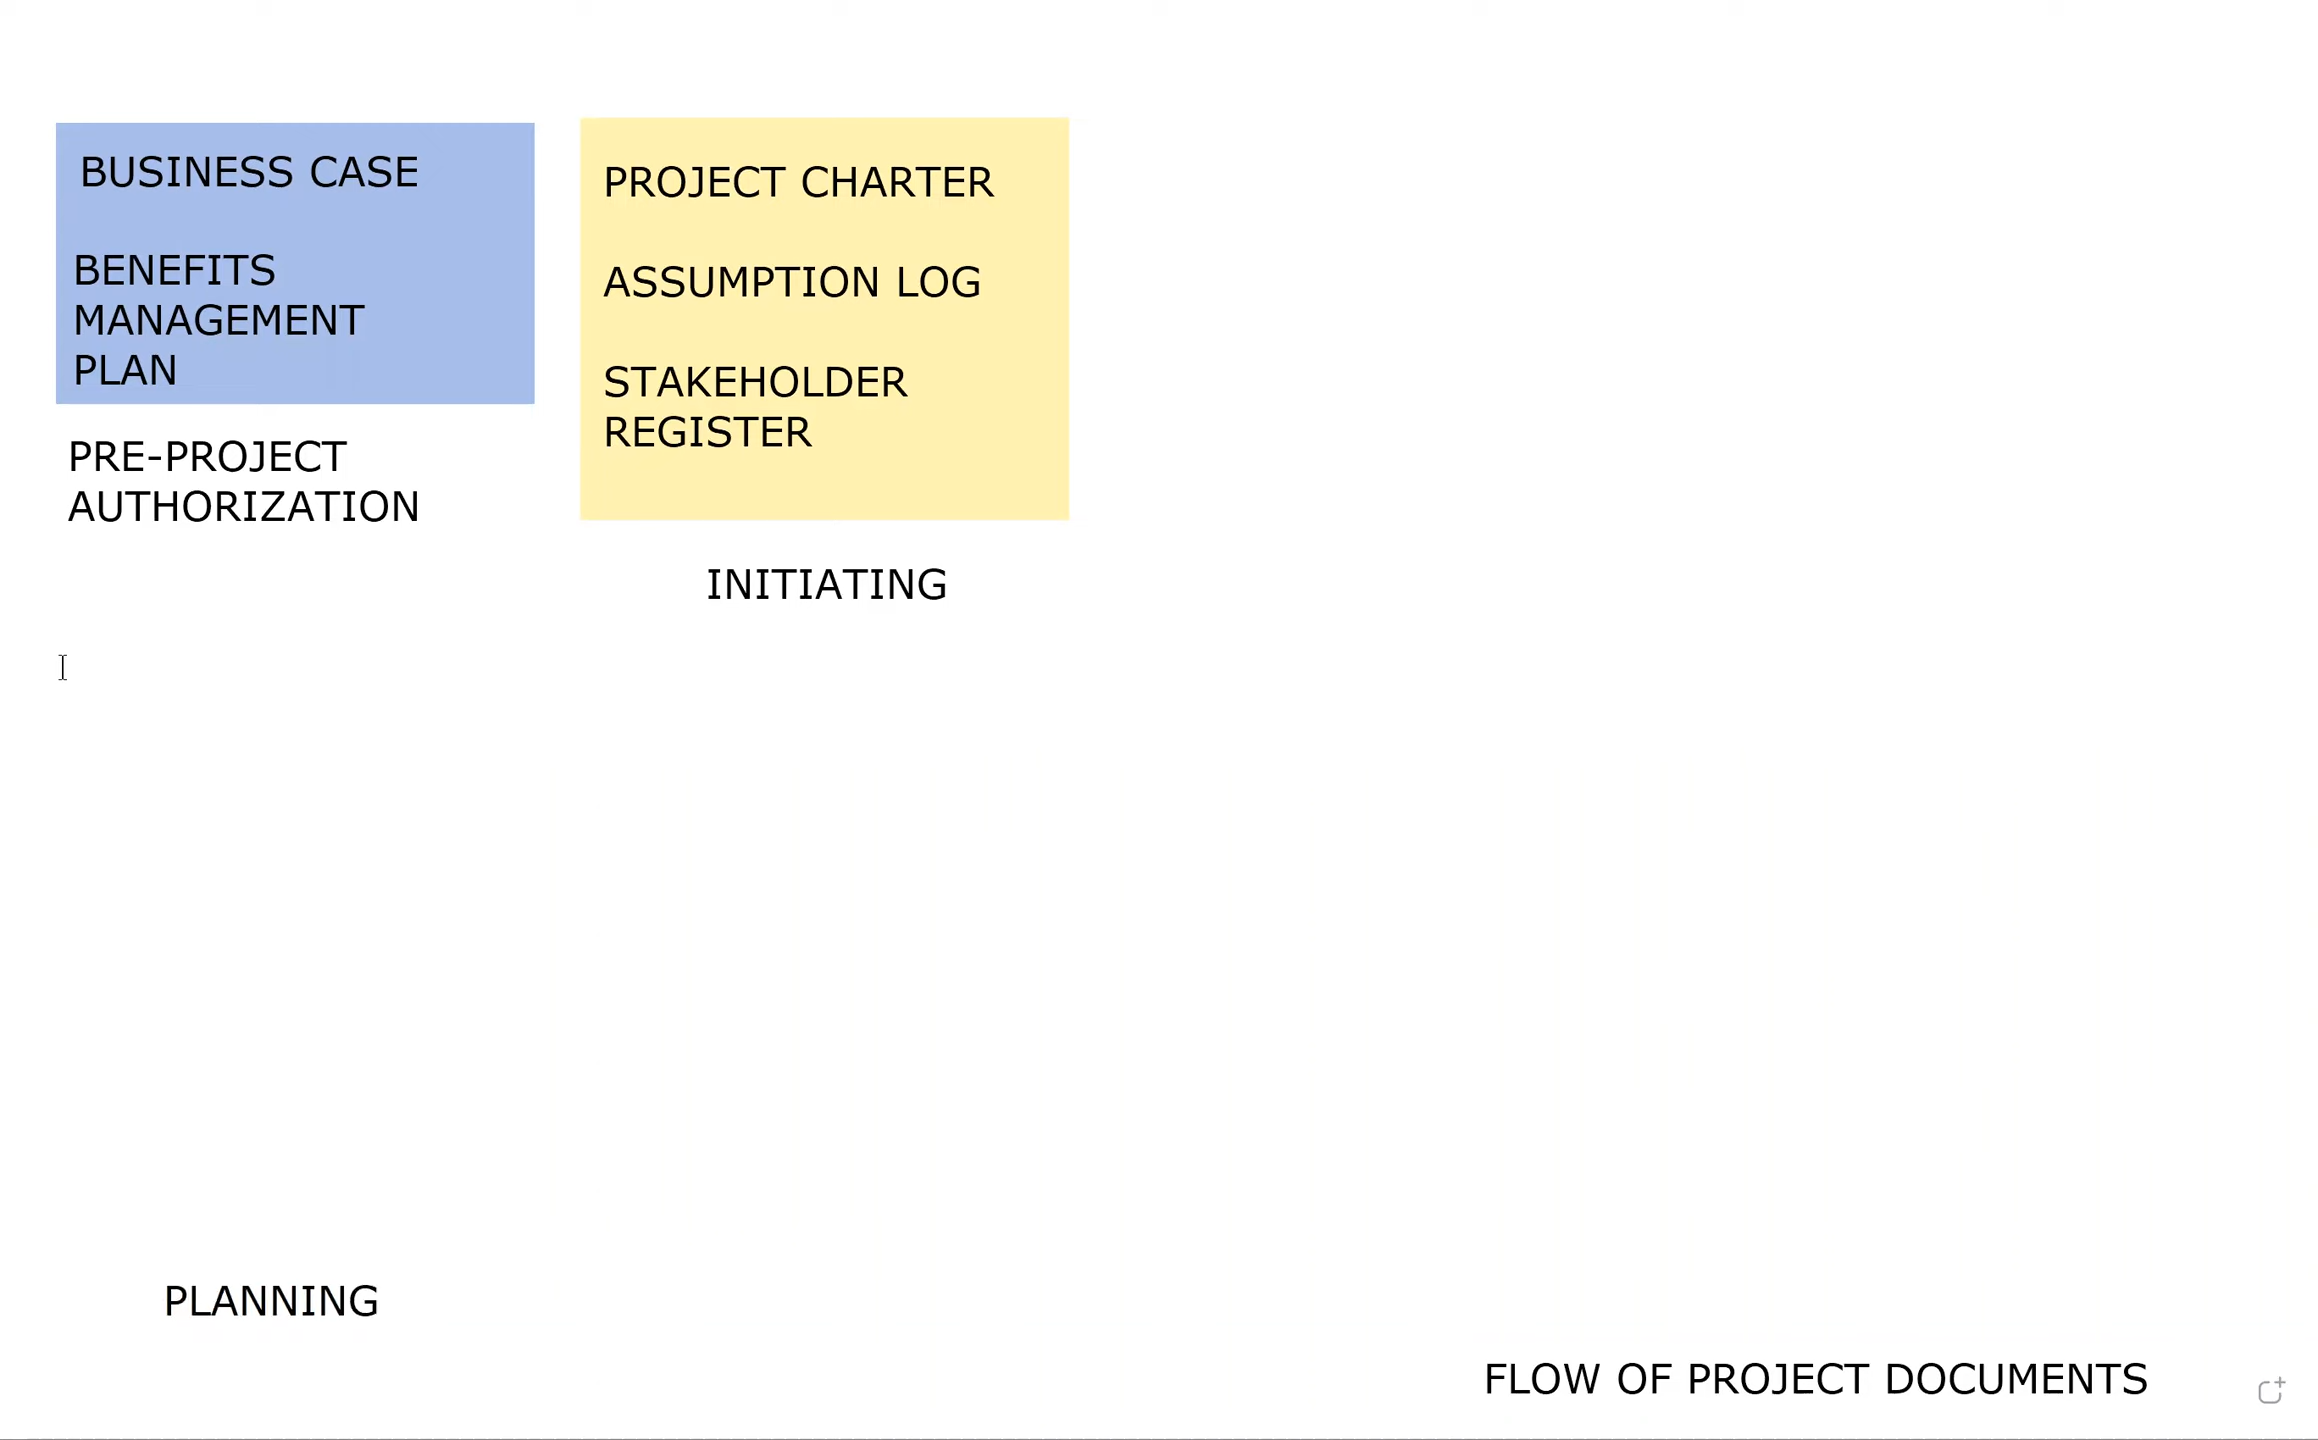 BUSINESS CASE
BENEFITS
MANAGEMENT
PLAN
PRE-PROJECT
AUTHORIZATION
PROJECT CHARTER
ASSUMPTION LOG
STAKEHOLDER
REGISTER
INITIATING
PLANNING
FLOW OF PROJECT DOCUMENTS